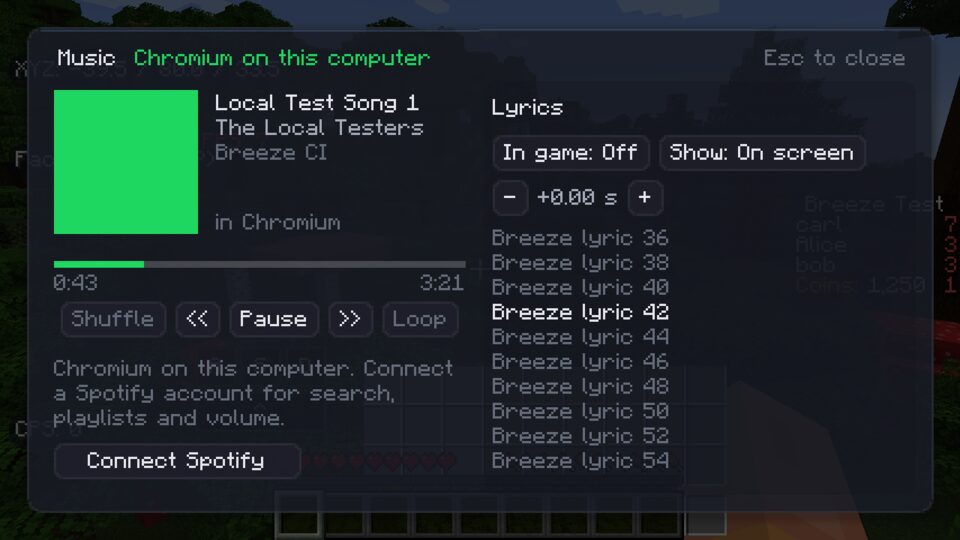 Music Chromium on this computer
Esc to close
Local Test Song 1
The Local Testers
Breeze CI
in Chromium
0:43
3:21
Shuffle
<<
Pause
>>
Loop
Chromium on this computer. Connect
a Spotify account for search,
playlists and volume.
Connect Spotify
Lyrics
In game: Off
Show: On screen
- +0.00 s +
Breeze lyric 36
Breeze lyric 38
Breeze lyric 40
Breeze lyric 42
Breeze lyric 44
Breeze lyric 46
Breeze lyric 48
Breeze lyric 50
Breeze lyric 52
Breeze lyric 54
Breeze Test
carl 7
Alice 3
bob 3
Coins: 1,250 1